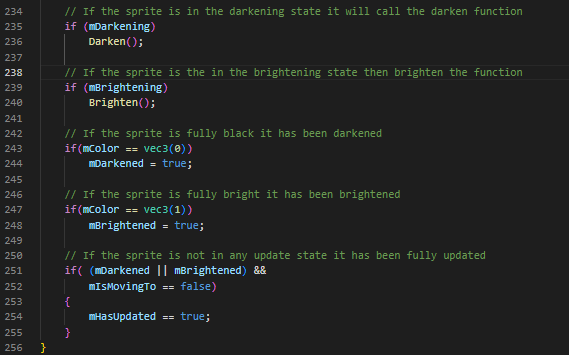 234 // If the sprite is in the darkening state it will call the darken function
235 if (mDarkening)
236 Darken();
237
238 // If the sprite is the in the brightening state then brighten the function
239 if (mBrightening)
240 Brighten();
241
242 // If the sprite is fully black it has been darkened
243 if(mColor == vec3(0))
244 mDarkened = true;
245
246 // If the sprite is fully bright it has been brightened
247 if(mColor == vec3(1))
248 mBrightened = true;
249
250 // If the sprite is not in any update state it has been fully updated
251 if( (mDarkened || mBrightened) &&
252 mIsMovingTo == false)
253 {
254 mHasUpdated == true;
255 }
256 }